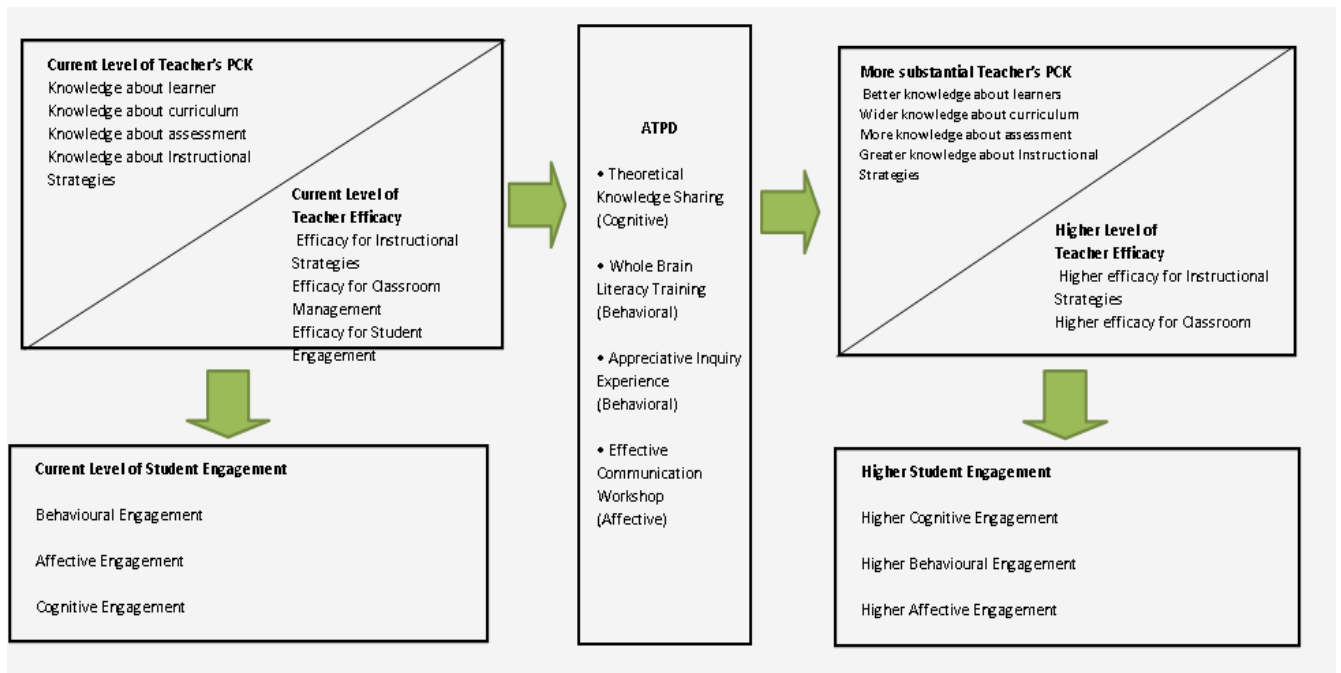 Current Level of Teacher's PCK
Knowledge about learner
Knowledge about curriculum
Knowledge about assessment
Knowledge about Instructional
Strategies
Current Level of
Teacher Efficacy
Efficacy for Instructional
Strategies
Efficacy for Classroom
Management
Efficacy for Student
Engagement
Current Level of Student Engagement
Behavioural Engagement
Affective Engagement
Cognitive Engagement
ATPD
• Theoretical
Knowledge Sharing
(Cognitive)
• Whole Brain
Literacy Training
(Behavioral)
• Appreciative Inquiry
Experience
(Behavioral)
• Effective
Communication
Workshop
(Affective)
More substantial Teacher's PCK
Better knowledge about learners
Wider knowledge about curriculum
More knowledge about assessment
Greater knowledge about Instructional
Strategies
Higher Level of
Teacher Efficacy
Higher efficacy for Instructional
Strategies
Higher efficacy for Classroom
Higher Student Engagement
Higher Cognitive Engagement
Higher Behavioural Engagement
Higher Affective Engagement